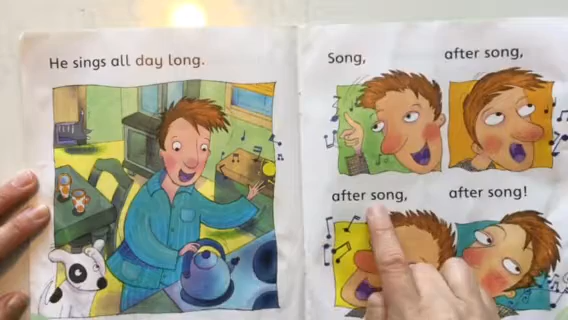 He sings all day long.
Song, after song,
after song, after song!